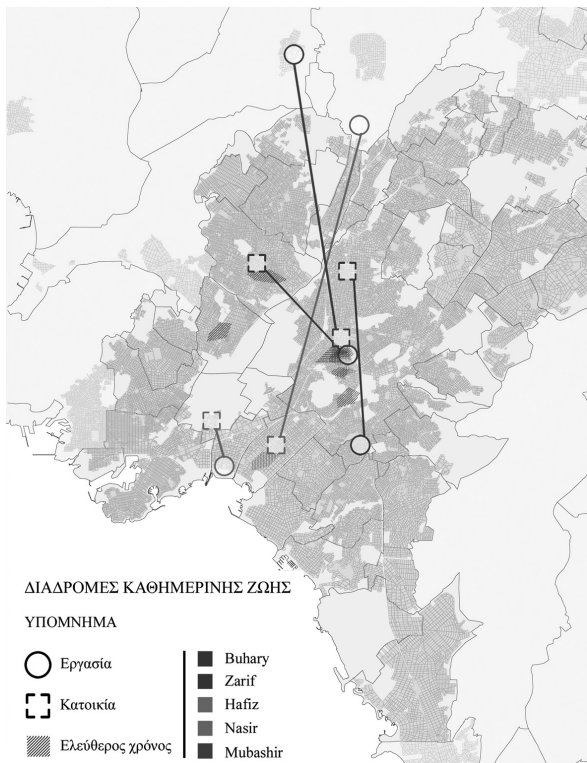 ΔΙΑΔΡΟΜΕΣ ΚΑΘΗΜΕΡΙΝΗΣ ΖΩΗΣ
ΥΠΟΜΝΗΜΑ
Εργασία
Κατοικία
Ελεύθερος χρόνος
Buhary
Zarif
Hafiz
Nasir
Mubashir